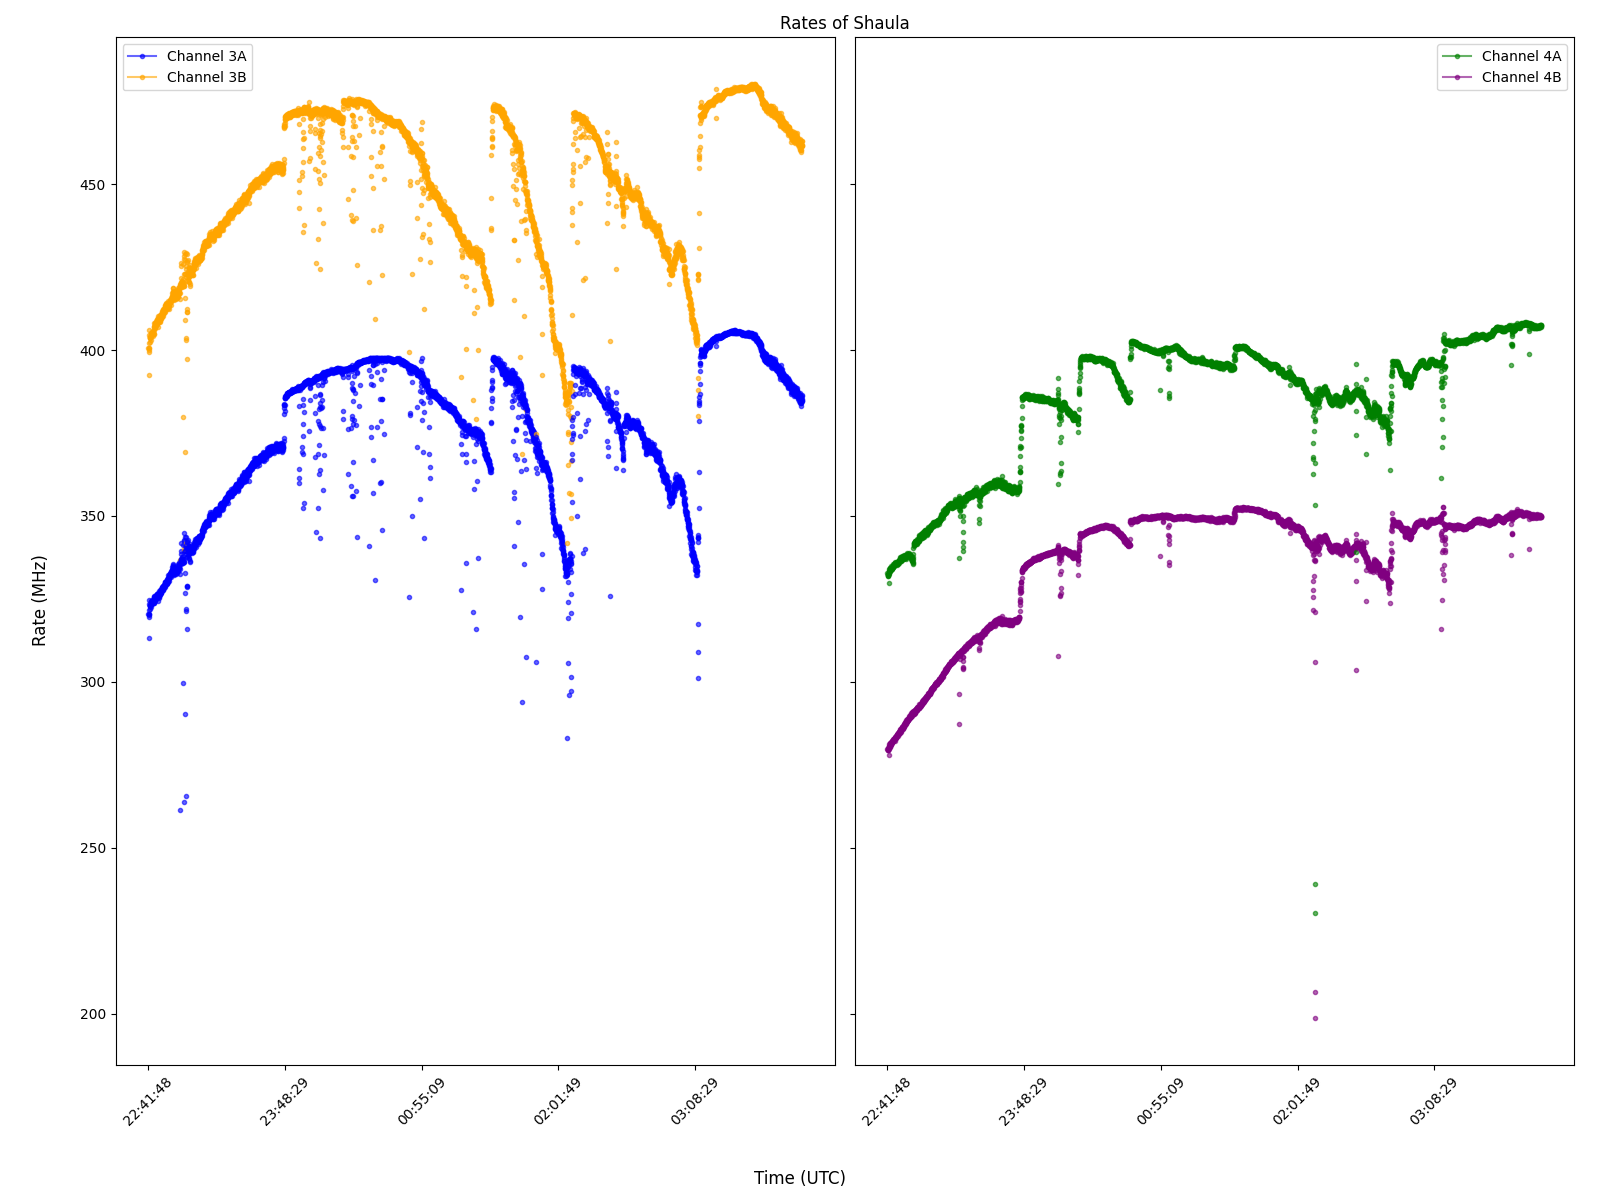 Rates of Shaula
Channel 3A
Channel 3B
Channel 4A
Channel 4B
Rate (MHz)
450
400
350
300
250
200
22:41:48
23:48:29
00:55:09
02:01:49
03:08:29
22:41:48
23:48:29
00:55:09
02:01:49
03:08:29
Time (UTC)